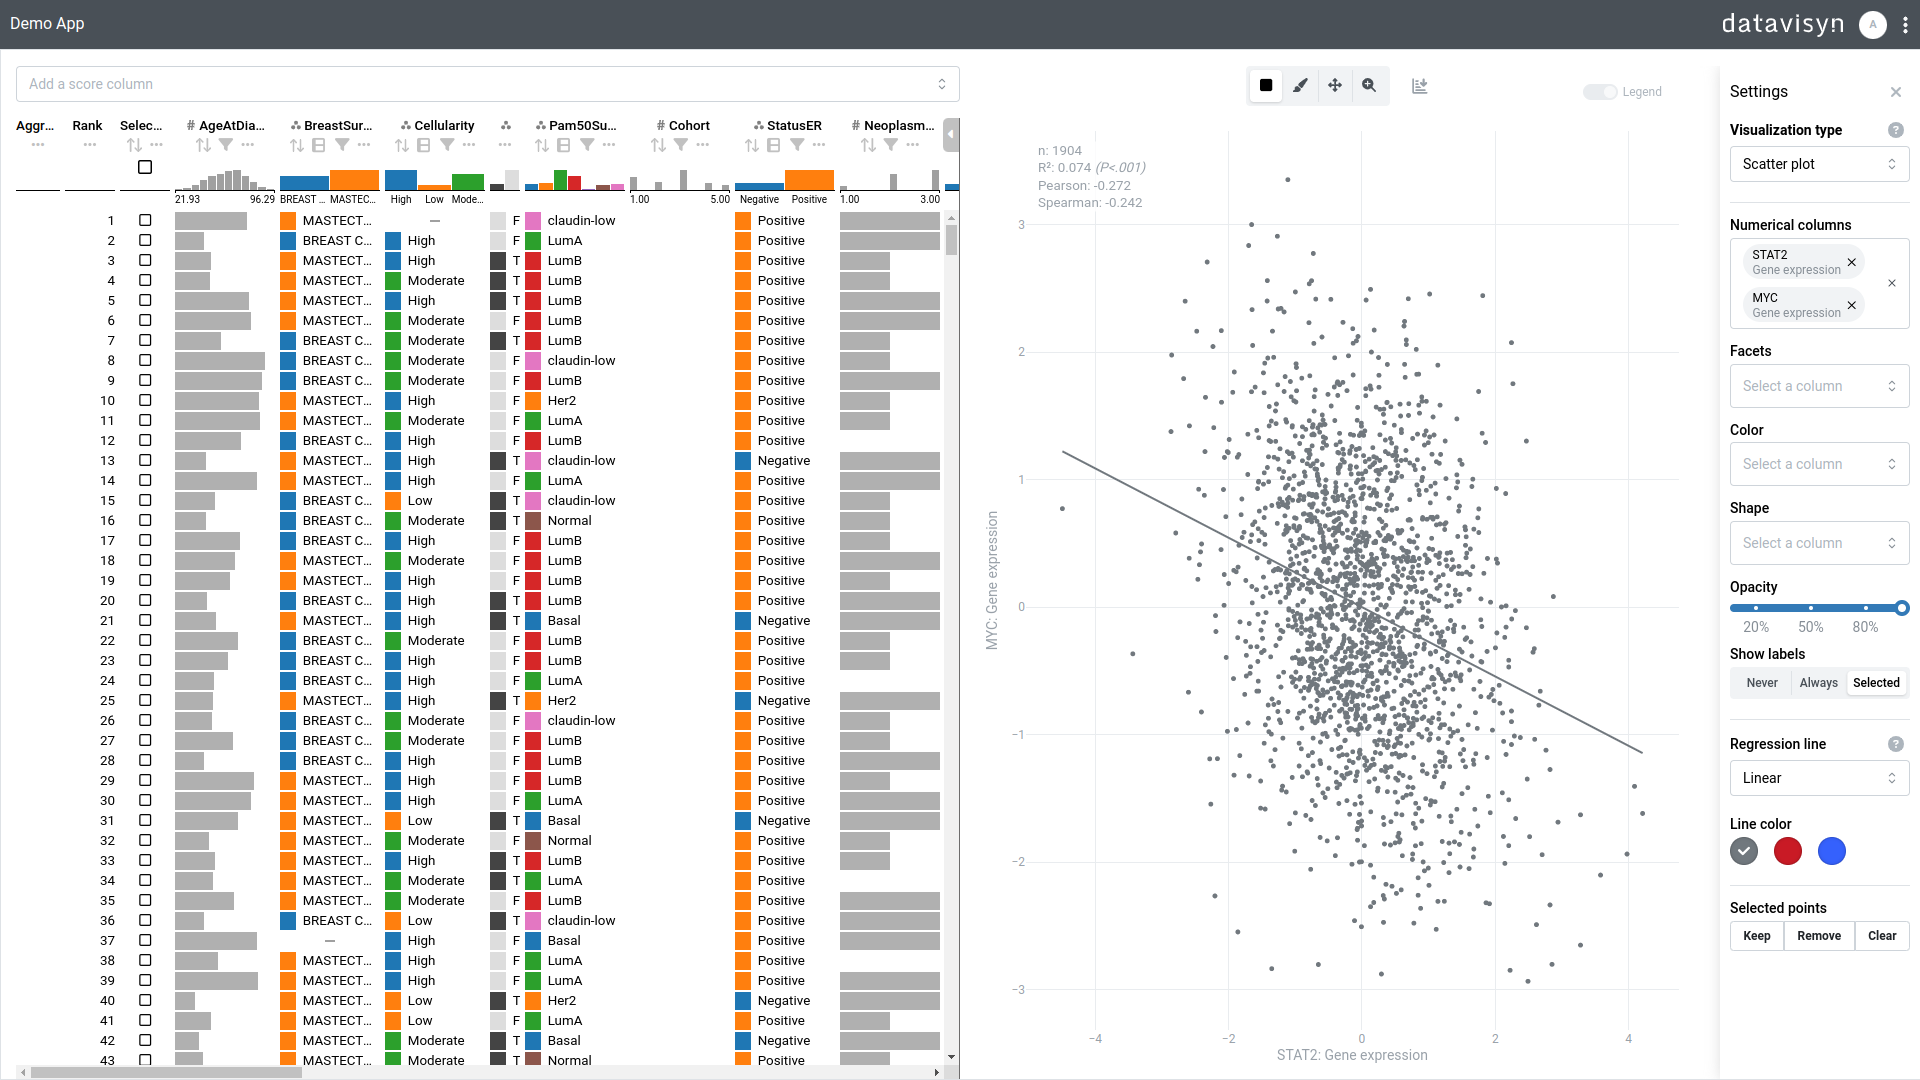 Demo App
datavisyn
A
Add a score column
Legend
Settings
Aggr... Rank Selec... # AgeAtDia... BreastSur... Cellularity Pam50Su... # Cohort StatusER # Neoplasm...
21.93 96.29 BREAST ... MASTEC... High Low Mode... 1.00 5.00 Negative Positive 1.00 3.00
1 MASTECT... – F claudin-low Positive
2 BREAST C... High F LumA Positive
3 MASTECT... High T LumB Positive
4 MASTECT... Moderate T LumB Positive
5 MASTECT... High T LumB Positive
6 MASTECT... Moderate F LumB Positive
7 BREAST C... Moderate T LumB Positive
8 BREAST C... Moderate F claudin-low Positive
9 BREAST C... Moderate F LumB Positive
10 MASTECT... High F Her2 Positive
11 MASTECT... Moderate F LumA Positive
12 BREAST C... High F LumB Positive
13 MASTECT... High T claudin-low Negative
14 MASTECT... High F LumA Positive
15 BREAST C... Low T claudin-low Positive
16 BREAST C... Moderate T Normal Positive
17 BREAST C... High F LumB Positive
18 MASTECT... Moderate F LumB Positive
19 MASTECT... High F LumB Positive
20 BREAST C... High T LumB Positive
21 MASTECT... High T Basal Negative
22 BREAST C... Moderate F LumB Positive
23 BREAST C... High F LumB Positive
24 BREAST C... High F LumA Positive
25 MASTECT... High T Her2 Negative
26 BREAST C... Moderate F claudin-low Positive
27 BREAST C... Moderate F LumB Positive
28 BREAST C... High F LumB Positive
29 MASTECT... High F LumB Positive
30 MASTECT... High F LumA Positive
31 MASTECT... Low T Basal Negative
32 MASTECT... Moderate F Normal Positive
33 MASTECT... High T LumB Positive
34 MASTECT... Moderate T LumA Positive
35 MASTECT... Moderate F LumB Positive
36 BREAST C... Low T claudin-low Positive
37 – High F Basal Positive
38 MASTECT... High F LumA Positive
39 MASTECT... High F LumA Positive
40 MASTECT... Low T Her2 Negative
41 MASTECT... Low F LumA Positive
42 MASTECT... Moderate T Basal Negative
43 MASTECT... Moderate T Normal Positive
n: 1904
R²: 0.074 (P<.001)
Pearson: -0.272
Spearman: -0.242
3
2
1
0
−1
−2
−3
MYC: Gene expression
−4 −2 0 2 4
STAT2: Gene expression
Visualization type ?
Scatter plot
Numerical columns
STAT2
Gene expression
MYC
Gene expression
Facets
Select a column
Color
Select a column
Shape
Select a column
Opacity
20% 50% 80%
Show labels
Never Always Selected
Regression line ?
Linear
Line color
Selected points
Keep Remove Clear